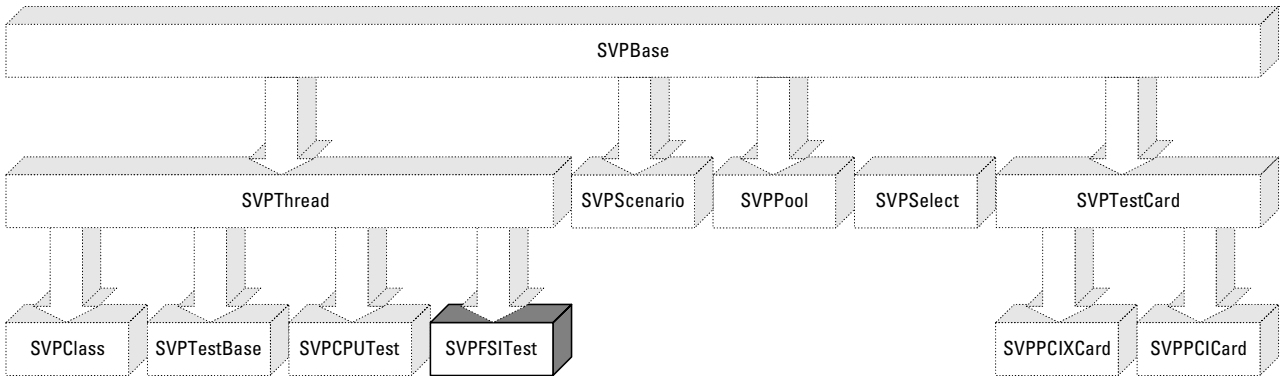 SVPBase
SVPThread
SVPScenario
SVPPool
SVPSelect
SVPTestCard
SVPClass
SVPTestBase
SVPCPUTest
SVPFSITest
SVPPCIXCard
SVPPCICard